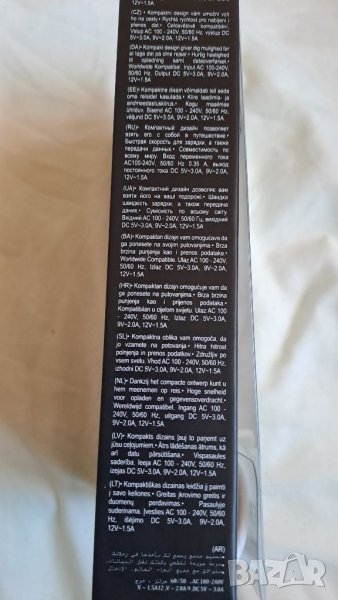 12V~1.5A
(CZ) • Kompaktní design vám umožní vzít
ho na cesty • Rychlá rychlost pro nabíjení i
přenos dat. • Celosvětově kompatibilní.
Vstup AC 100 - 240V, 50/60 Hz, výstup DC
5V~3.0A, 9V~2.0A, 12V~1.5A
(DA)• Kompakt design giver dig mulighed for
at tage det på dine rejser.• Hurtig hastighed
til opladning samt dataoverførsel•
Worldwide Kompatibel. Input AC 100-240V,
50/60 Hz, Output DC 5V~3.0A, 9V~2.0A,
12V~1.5A
(EE)• Kompaktne disain võimaldab teil seda
oma reisidel kasutada. • Kiire laadimis- ja
andmeedastuskiirus.• Kogu maailmas
ühilduv. Sisend AC 100 - 240V, 50/60 Hz,
väljund DC 5V~3.0A, 9V~2.0A, 12V~1.5A
(RU)• Компактный дизайн позволяет
взять его с собой в путешествие•
Быстрая скорость для зарядки, а также
передачи данных.• Совместимость по
всему миру Вход переменного тока
AC100-240V, 50/60 Hz 0.35 A, выход
постоянного тока DC 5V~3.0A, 9V~2.0A,
12V~1.5A
(UA)• Компактний дизайн дозволяє вам
взяти його на ваші подорожі• Швидка
швидкість зарядки, а також передача
даних.• Сумісність по всьому світу
Вхідний AC 100 - 240V, 50/60 Гц, вихідний
DC 5V~3.0A, 9V~2.0A, 12V~1.5A
(BA)• Kompaktan dizajn vam omogućava da
ga ponesete na svojim putovanjima.• Brza
brzina punjenja, kao i prenos podataka•
Worldwide Compatible. Ulaz AC 100 - 240V,
50/60 Hz, Izlaz DC 5V~3.0A, 9V~2.0A,
12V~1.5A
(HR)• Kompaktan dizajn vam omogućuje da
ga ponesete na putovanjima.• Brza brzina
punjenja kao i prijenos podataka•
Kompatibilan u cijelom svijetu. Ulaz AC 100
- 240V, 50/60 Hz, Izlaz DC 5V~3.0A,
9V~2.0A, 12V~1.5A
(SL)• Kompaktna oblika vam omogoča, da
jo vzamete na potovanja.• Hitra hitrost
polnjenja in prenos podatkov• Združljiv po
vsem svetu. Vhod AC 100 - 240V, 50/60 Hz,
izhodni DC 5V~3.0A, 9V~2.0A, 12V~1.5A
(NL)• Dankzij het compacte ontwerp kunt u
hem meenemen op reis.• Hoge snelheid
voor opladen en gegevensoverdracht.•
Wereldwijd compatibel. Ingang AC 100 -
240V, 50/60 Hz, uitgang DC 5V~3.0A,
9V~2.0A, 12V~1.5A
(LV)• Kompakts dizains ļauj to paņemt uz
jūsu ceļojumiem.• Ātrs lādēšanas ātrums, kā
arī datu pārsūtīšana.• Vispasaules
saderība. Ieeja AC 100 - 240V, 50/60 Hz,
izejas DC 5V~3.0A, 9V~2.0A, 12V~1.5A
(LT)• Kompaktiškas dizainas leidžia jį paimti
į savo keliones.• Greitas įkrovimo greitis ir
duomenų perdavimas.• Pasaulyje
suderinama. Įvesties AC 100 - 240V, 50/60
Hz, išėjimo DC 5V~3.0A, 9V~2.0A,
12V~1.5A
(AR)
bazar.bg